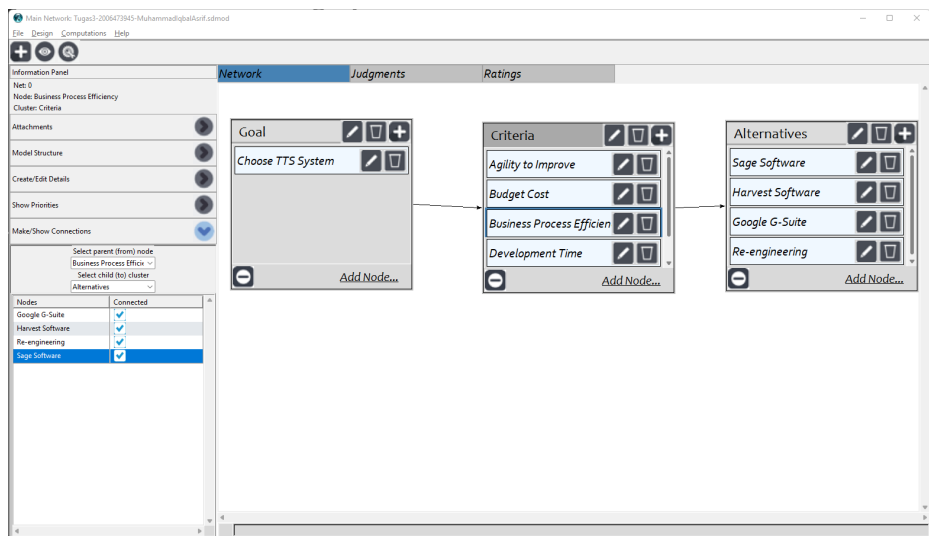 Main Network: Tugas3-2006473945-MuhammadIqbalAsrif.sdmod
File Design Computations Help
Information Panel
Net: 0
Node: Business Process Efficiency
Cluster: Criteria
Attachments
Model Structure
Create/Edit Details
Show Priorities
Make/Show Connections
Select parent (from) node
Business Process Efficie
Select child (to) cluster
Alternatives
Nodes Connected
Google G-Suite
Harvest Software
Re-engineering
Sage Software
Network Judgments Ratings
Goal
Choose TTS System
Add Node...
Criteria
Agility to Improve
Budget Cost
Business Process Efficien
Development Time
Add Node...
Alternatives
Sage Software
Harvest Software
Google G-Suite
Re-engineering
Add Node...